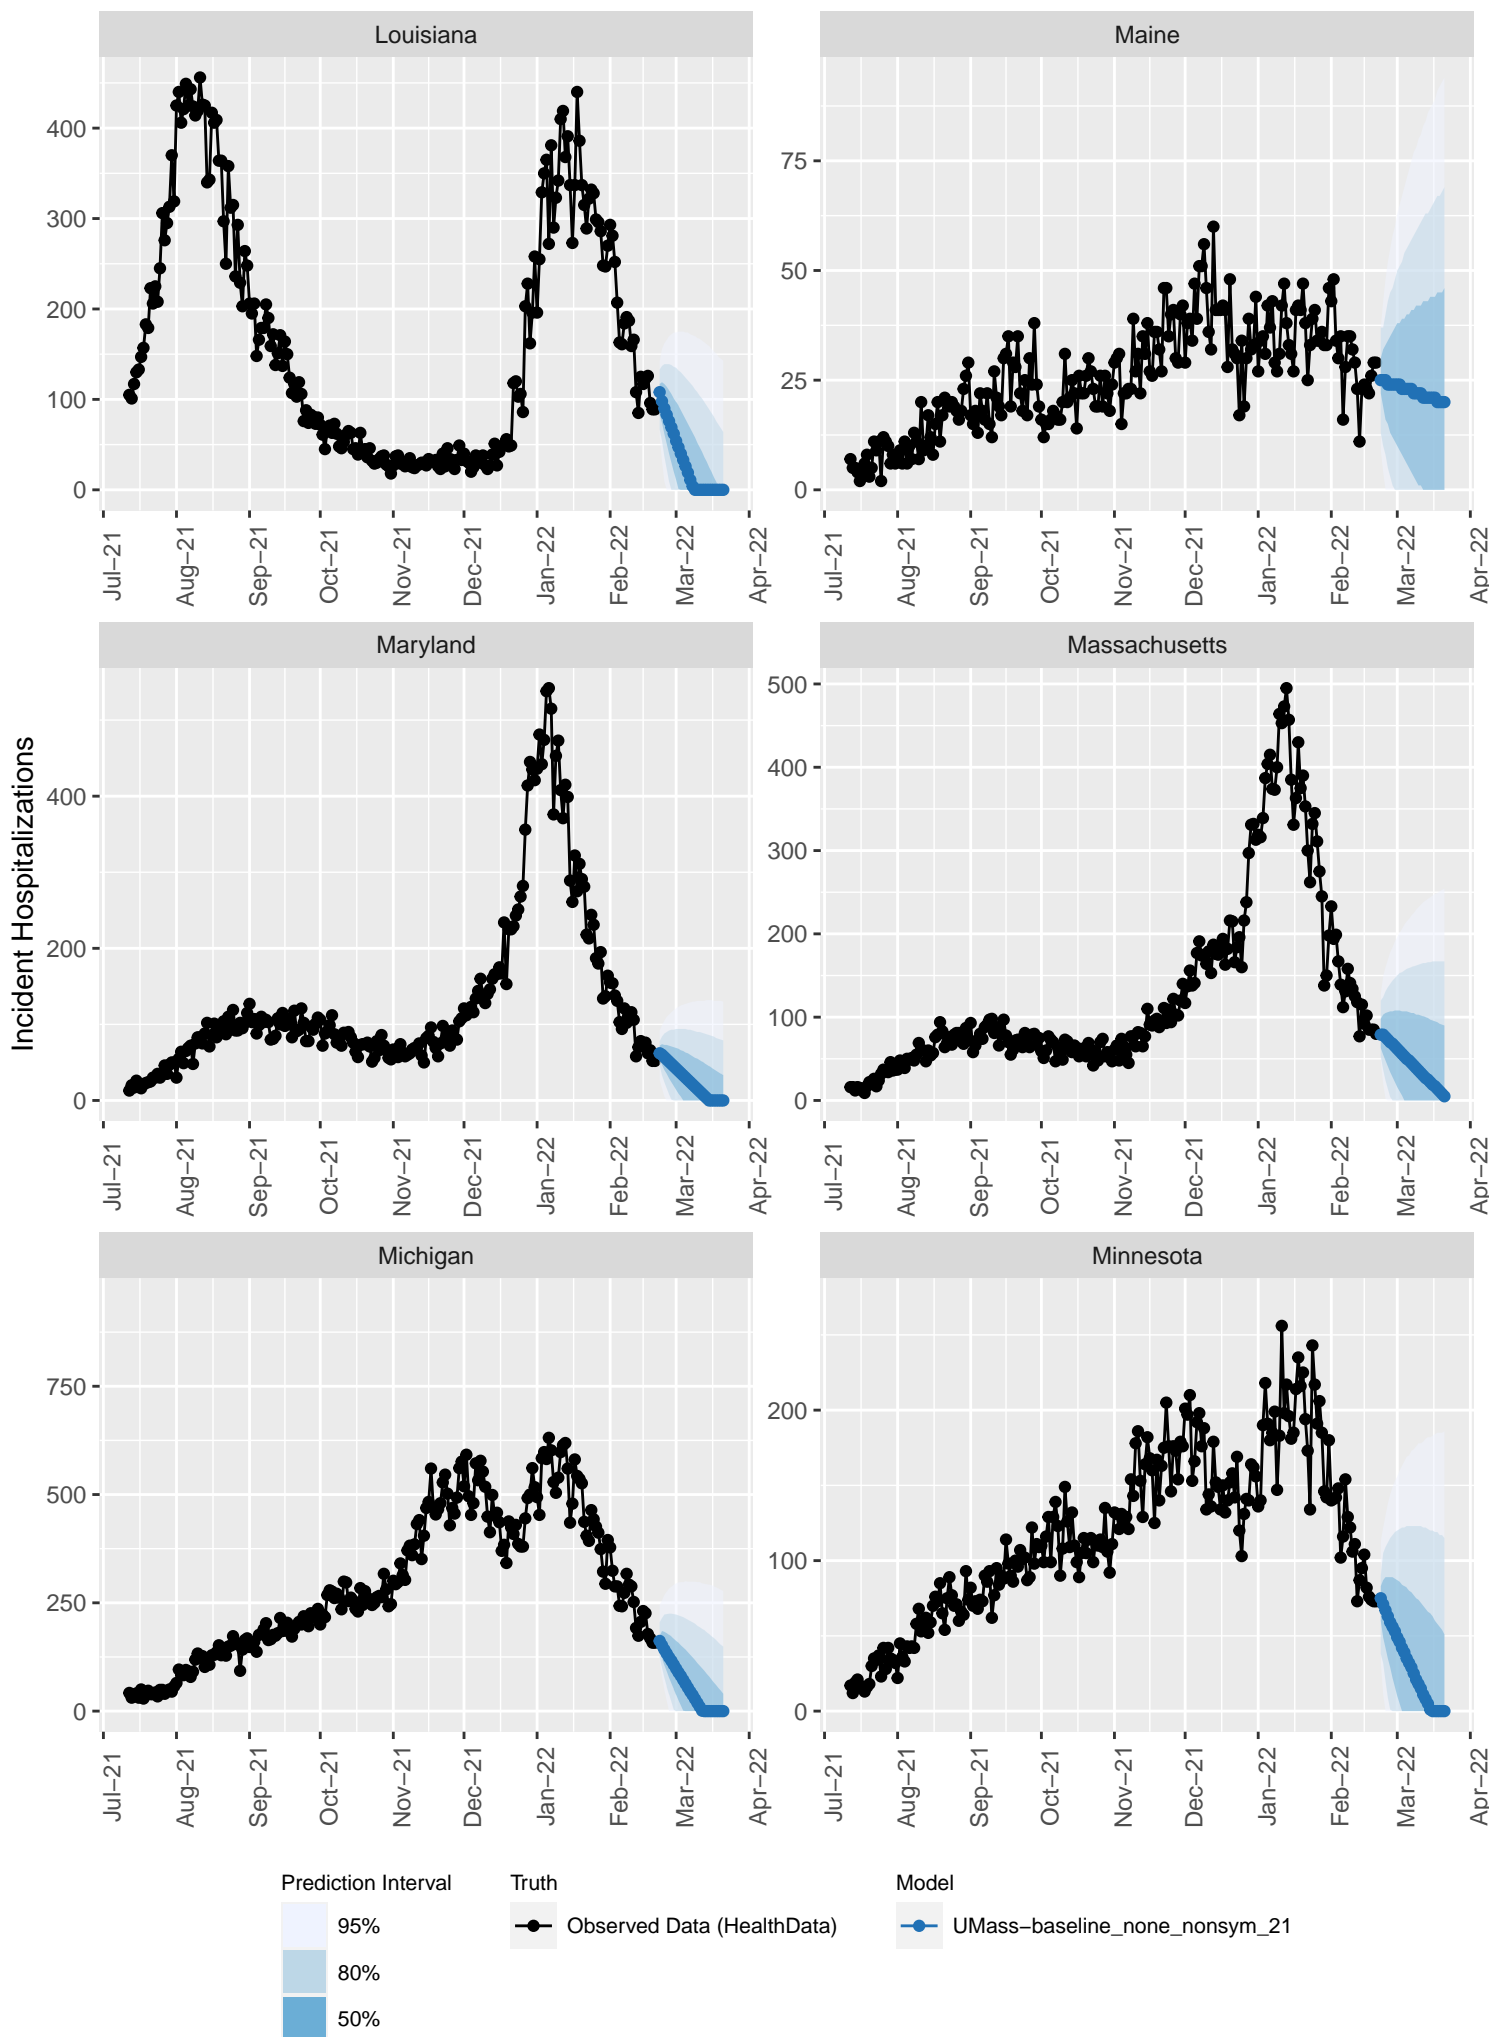 Louisiana
Maine
400
300
200
100
0
75
50
25
0
Jul−21
Aug−21
Sep−21
Oct−21
Nov−21
Dec−21
Jan−22
Feb−22
Mar−22
Apr−22
Jul−21
Aug−21
Sep−21
Oct−21
Nov−21
Dec−21
Jan−22
Feb−22
Mar−22
Apr−22
Maryland
Massachusetts
Incident Hospitalizations
400
200
0
500
400
300
200
100
0
Jul−21
Aug−21
Sep−21
Oct−21
Nov−21
Dec−21
Jan−22
Feb−22
Mar−22
Apr−22
Jul−21
Aug−21
Sep−21
Oct−21
Nov−21
Dec−21
Jan−22
Feb−22
Mar−22
Apr−22
Michigan
Minnesota
750
500
250
0
200
100
0
Jul−21
Aug−21
Sep−21
Oct−21
Nov−21
Dec−21
Jan−22
Feb−22
Mar−22
Apr−22
Jul−21
Aug−21
Sep−21
Oct−21
Nov−21
Dec−21
Jan−22
Feb−22
Mar−22
Apr−22
Prediction Interval
95%
80%
50%
Truth
Observed Data (HealthData)
Model
UMass−baseline_none_nonsym_21